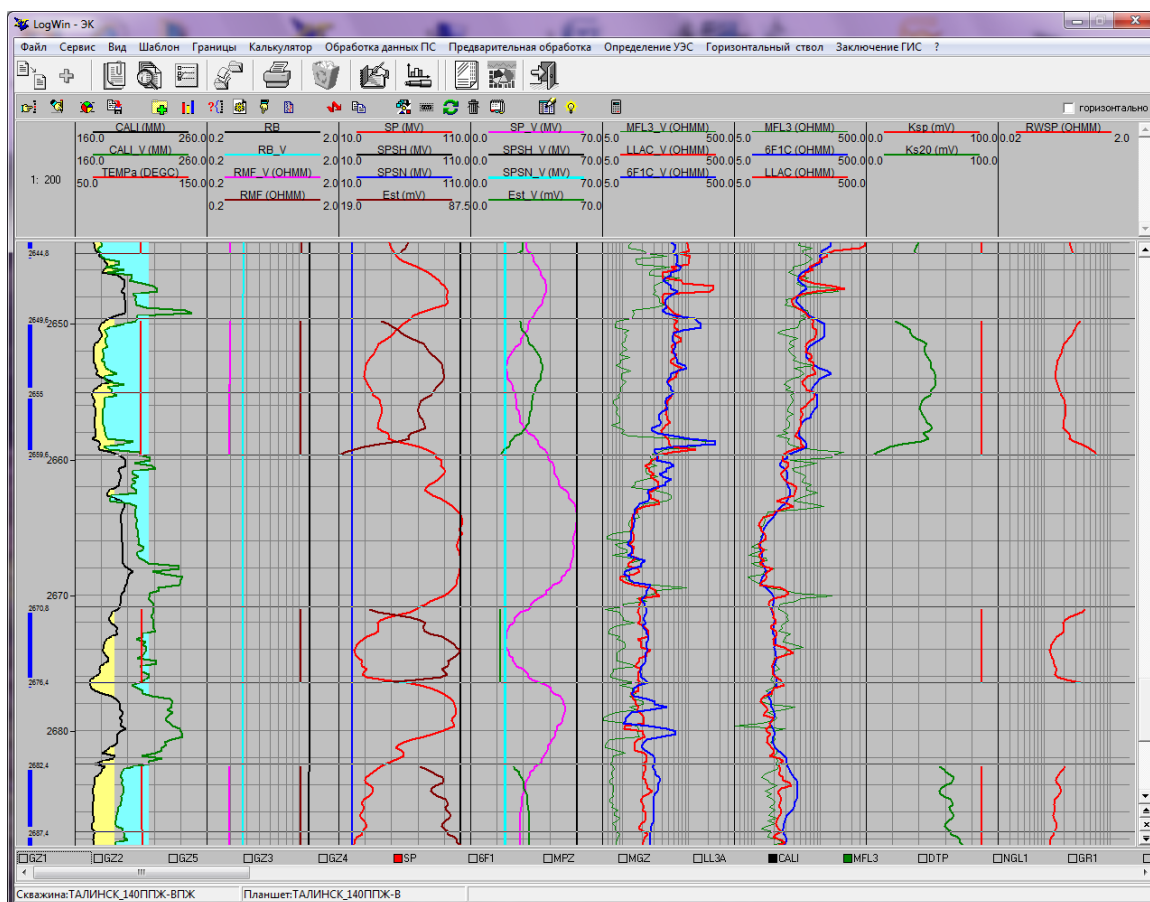 LogWin - ЭК
Файл Сервис Вид Шаблон Границы Калькулятор Обработка данных ПС Предварительная обработка Определение УЭС Горизонтальный ствол Заключение ГИС ?
горизонтально
CALI (MM) RB SP (MV) SP_V (MV) MFL3_V (OHMM) MFL3 (OHMM) Ksp (mV) RWSP (OHMM)
160.0 260.0 0.2 2.0 10.0 110.0 0.0 70.0 5.0 500.0 5.0 500.0 0.0 100.0 0.02 2.0
CALI_V (MM) RB_V SPSH (MV) SPSH_V (MV) LLAC_V (OHMM) 6F1C (OHMM) Ks20 (mV)
160.0 260.0 0.2 2.0 10.0 110.0 0.0 70.0 5.0 500.0 5.0 500.0 0.0 100.0
1: 200
TEMPa (DEGC) RMF_V (OHMM) SPSN (MV) SPSN_V (MV) 6F1C_V (OHMM) LLAC (OHMM)
50.0 150.0 0.2 2.0 10.0 110.0 0.0 70.0 5.0 500.0 5.0 500.0
RMF (OHMM) Est (mV) Est_V (mV)
0.2 2.0 19.0 87.5 0.0 70.0
2644,8
2649,6
2650
2655
2659,6
2660
2670
2670,8
2676,4
2680
2682,4
2687,4
GZ1 GZ2 GZ5 GZ3 GZ4 SP 6F1 MPZ MGZ LL3A CALI MFL3 DTP NGL1 GR1
Скважина:ТАЛИНСК_140ППЖ-ВПЖ Планшет:ТАЛИНСК_140ППЖ-В